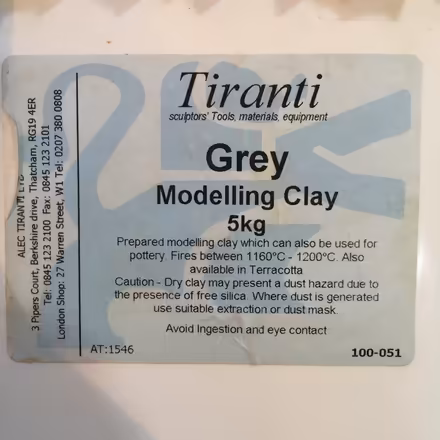 Tiranti
sculptors' Tools, materials, equipment
Grey
Modelling Clay
5kg
Prepared modelling clay which can also be used for
pottery. Fires between 1160°C - 1200°C. Also
available in Terracotta
Caution - Dry clay may present a dust hazard due to
the presence of free silica. Where dust is generated
use suitable extraction or dust mask.
Avoid Ingestion and eye contact
AT:1546
100-051
ALEC TIRANTI LTD
3 Pipers Court, Berkshire drive, Thatcham, RG19 4ER
Tel: 0845 123 2100 Fax: 0845 123 2101
London Shop: 27 Warren Street, W1 Tel: 0207 380 0808